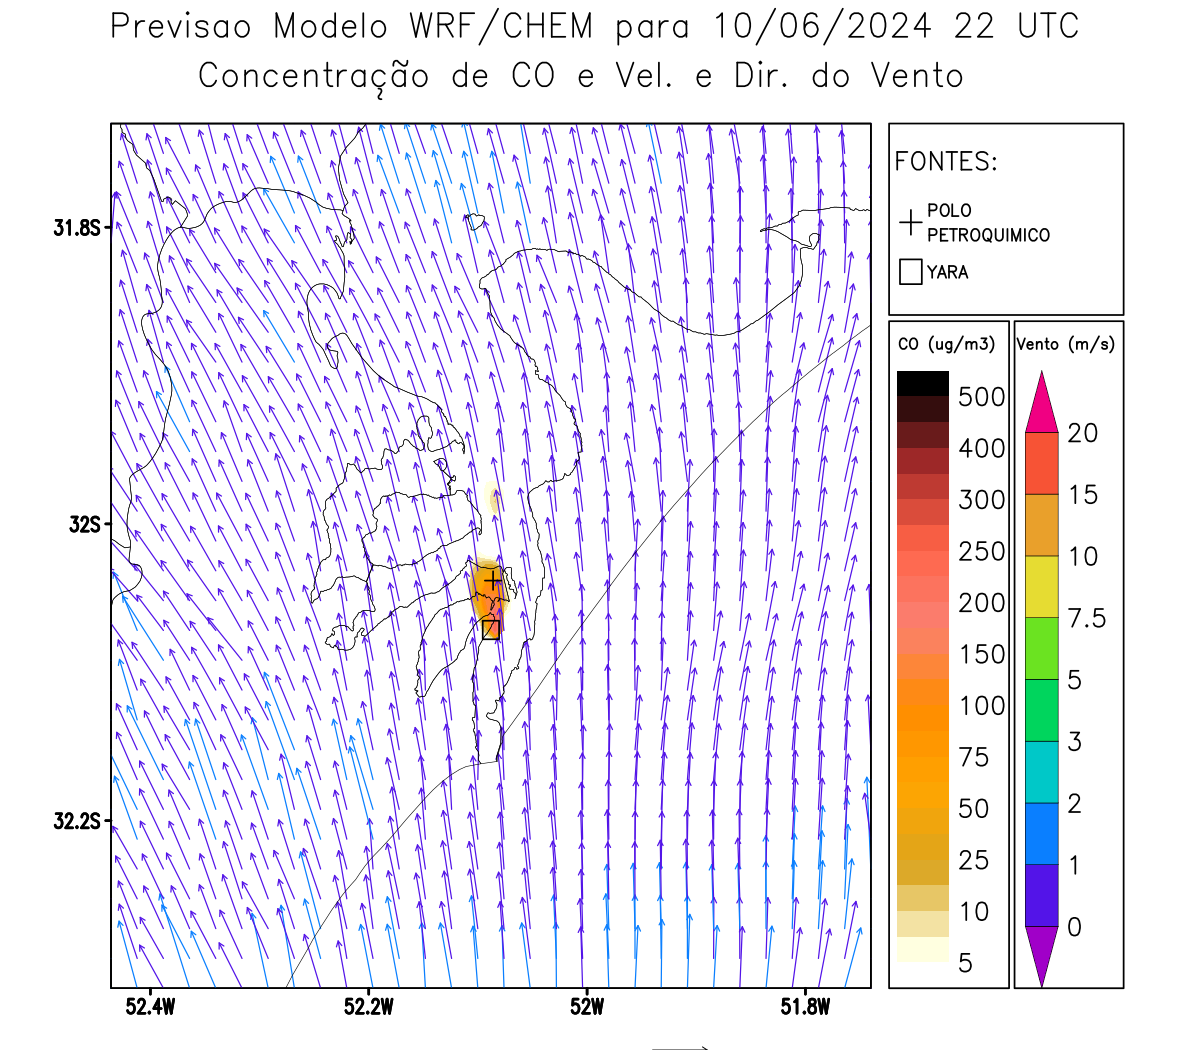 Previsao Modelo WRF/CHEM para 10/06/2024 22 UTC
Concentração de CO e Vel. e Dir. do Vento
FONTES:
POLO
PETROQUIMICO
YARA
CO (ug/m3)
500
400
300
250
200
150
100
75
50
25
10
5
Vento (m/s)
20
15
10
7.5
5
3
2
1
0
31.8S
32S
32.2S
52.4W
52.2W
52W
51.8W